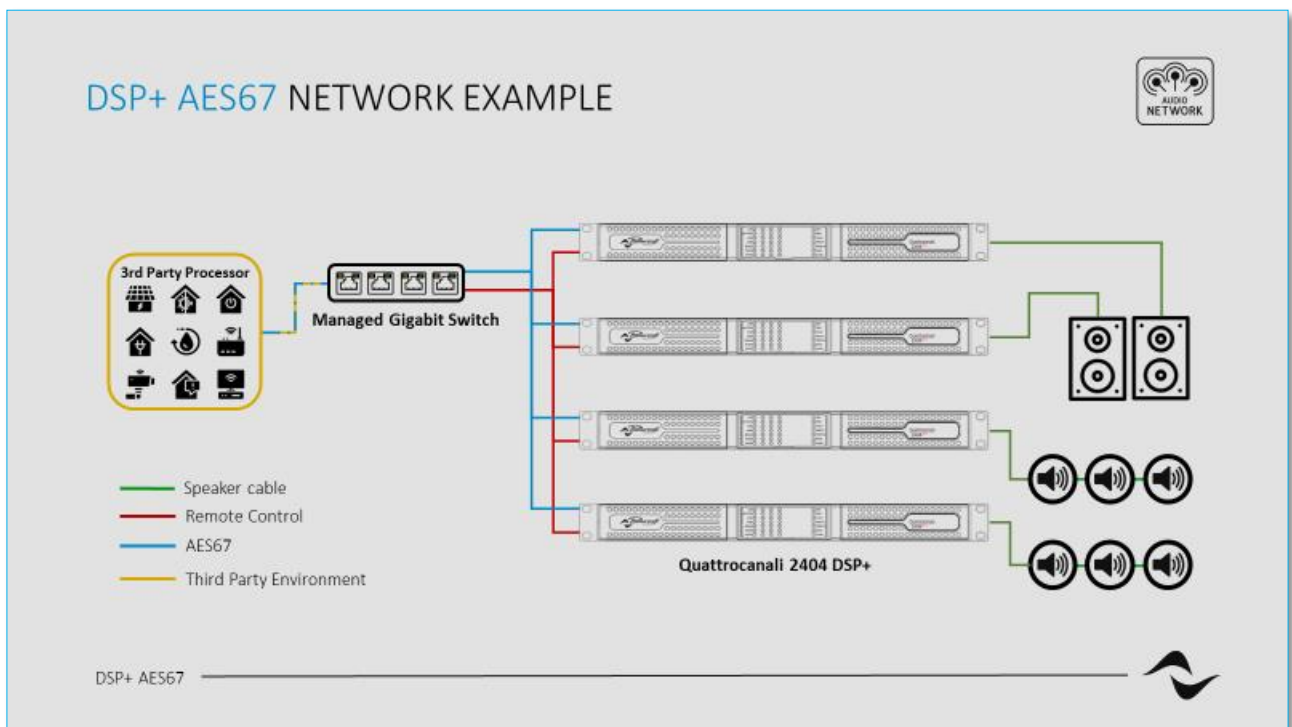 DSP+ AES67 NETWORK EXAMPLE
AUDIO
NETWORK
3rd Party Processor
Managed Gigabit Switch
Speaker cable
Remote Control
AES67
Third Party Environment
Quattrocanali 2404 DSP+
DSP+ AES67